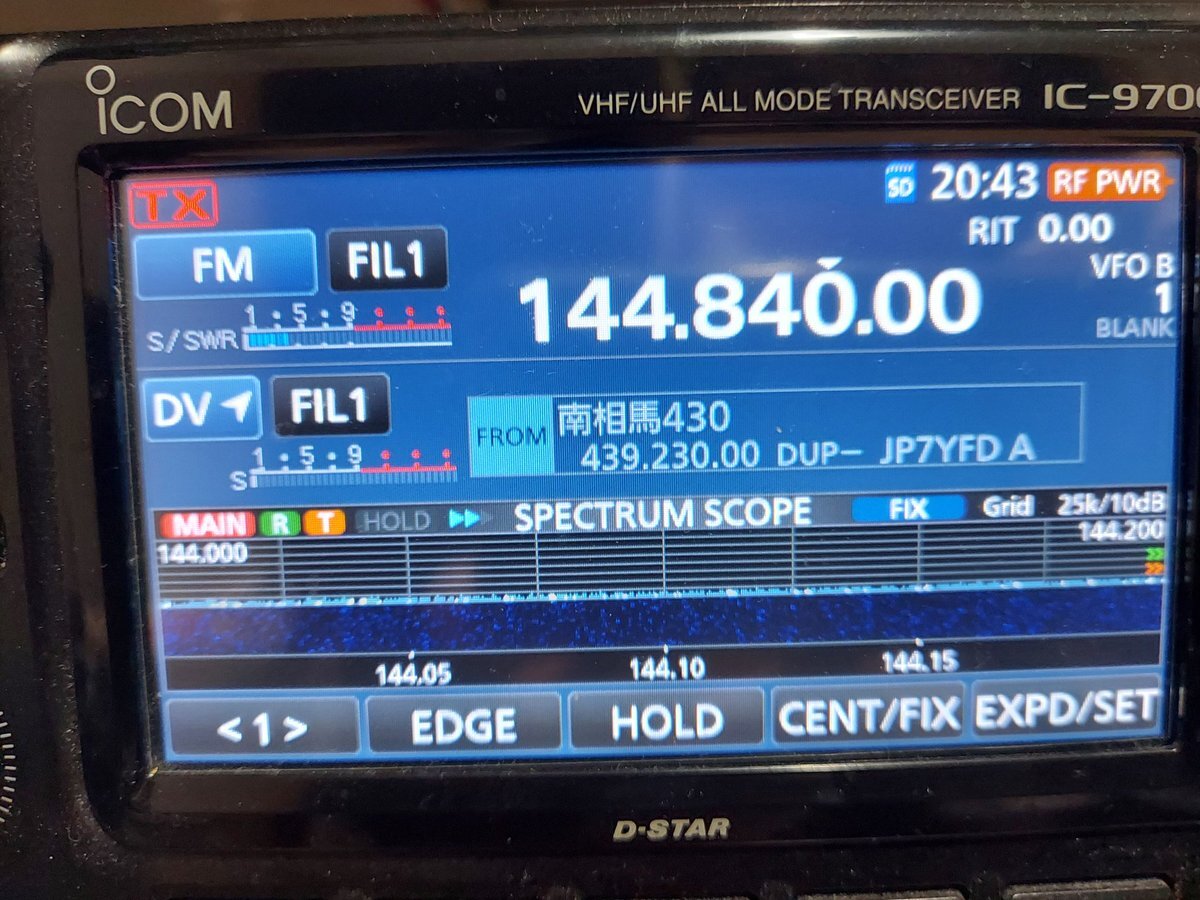 iCOM VHF/UHF ALL MODE TRANSCEIVER IC-970
TX SD 20:43 RF PWR
RIT 0.00
FM FIL1 144.840.00 VFO B
1
BLANK
1 5 9
S/SWR
DV FIL1 FROM 南相馬430
439.230.00 DUP− JP7YFD A
1 5 9
S
MAIN R T HOLD SPECTRUM SCOPE FIX Grid 25k/10dB
144.000 144.200
144.05 144.10 144.15
<1> EDGE HOLD CENT/FIX EXPD/SET
D-STAR